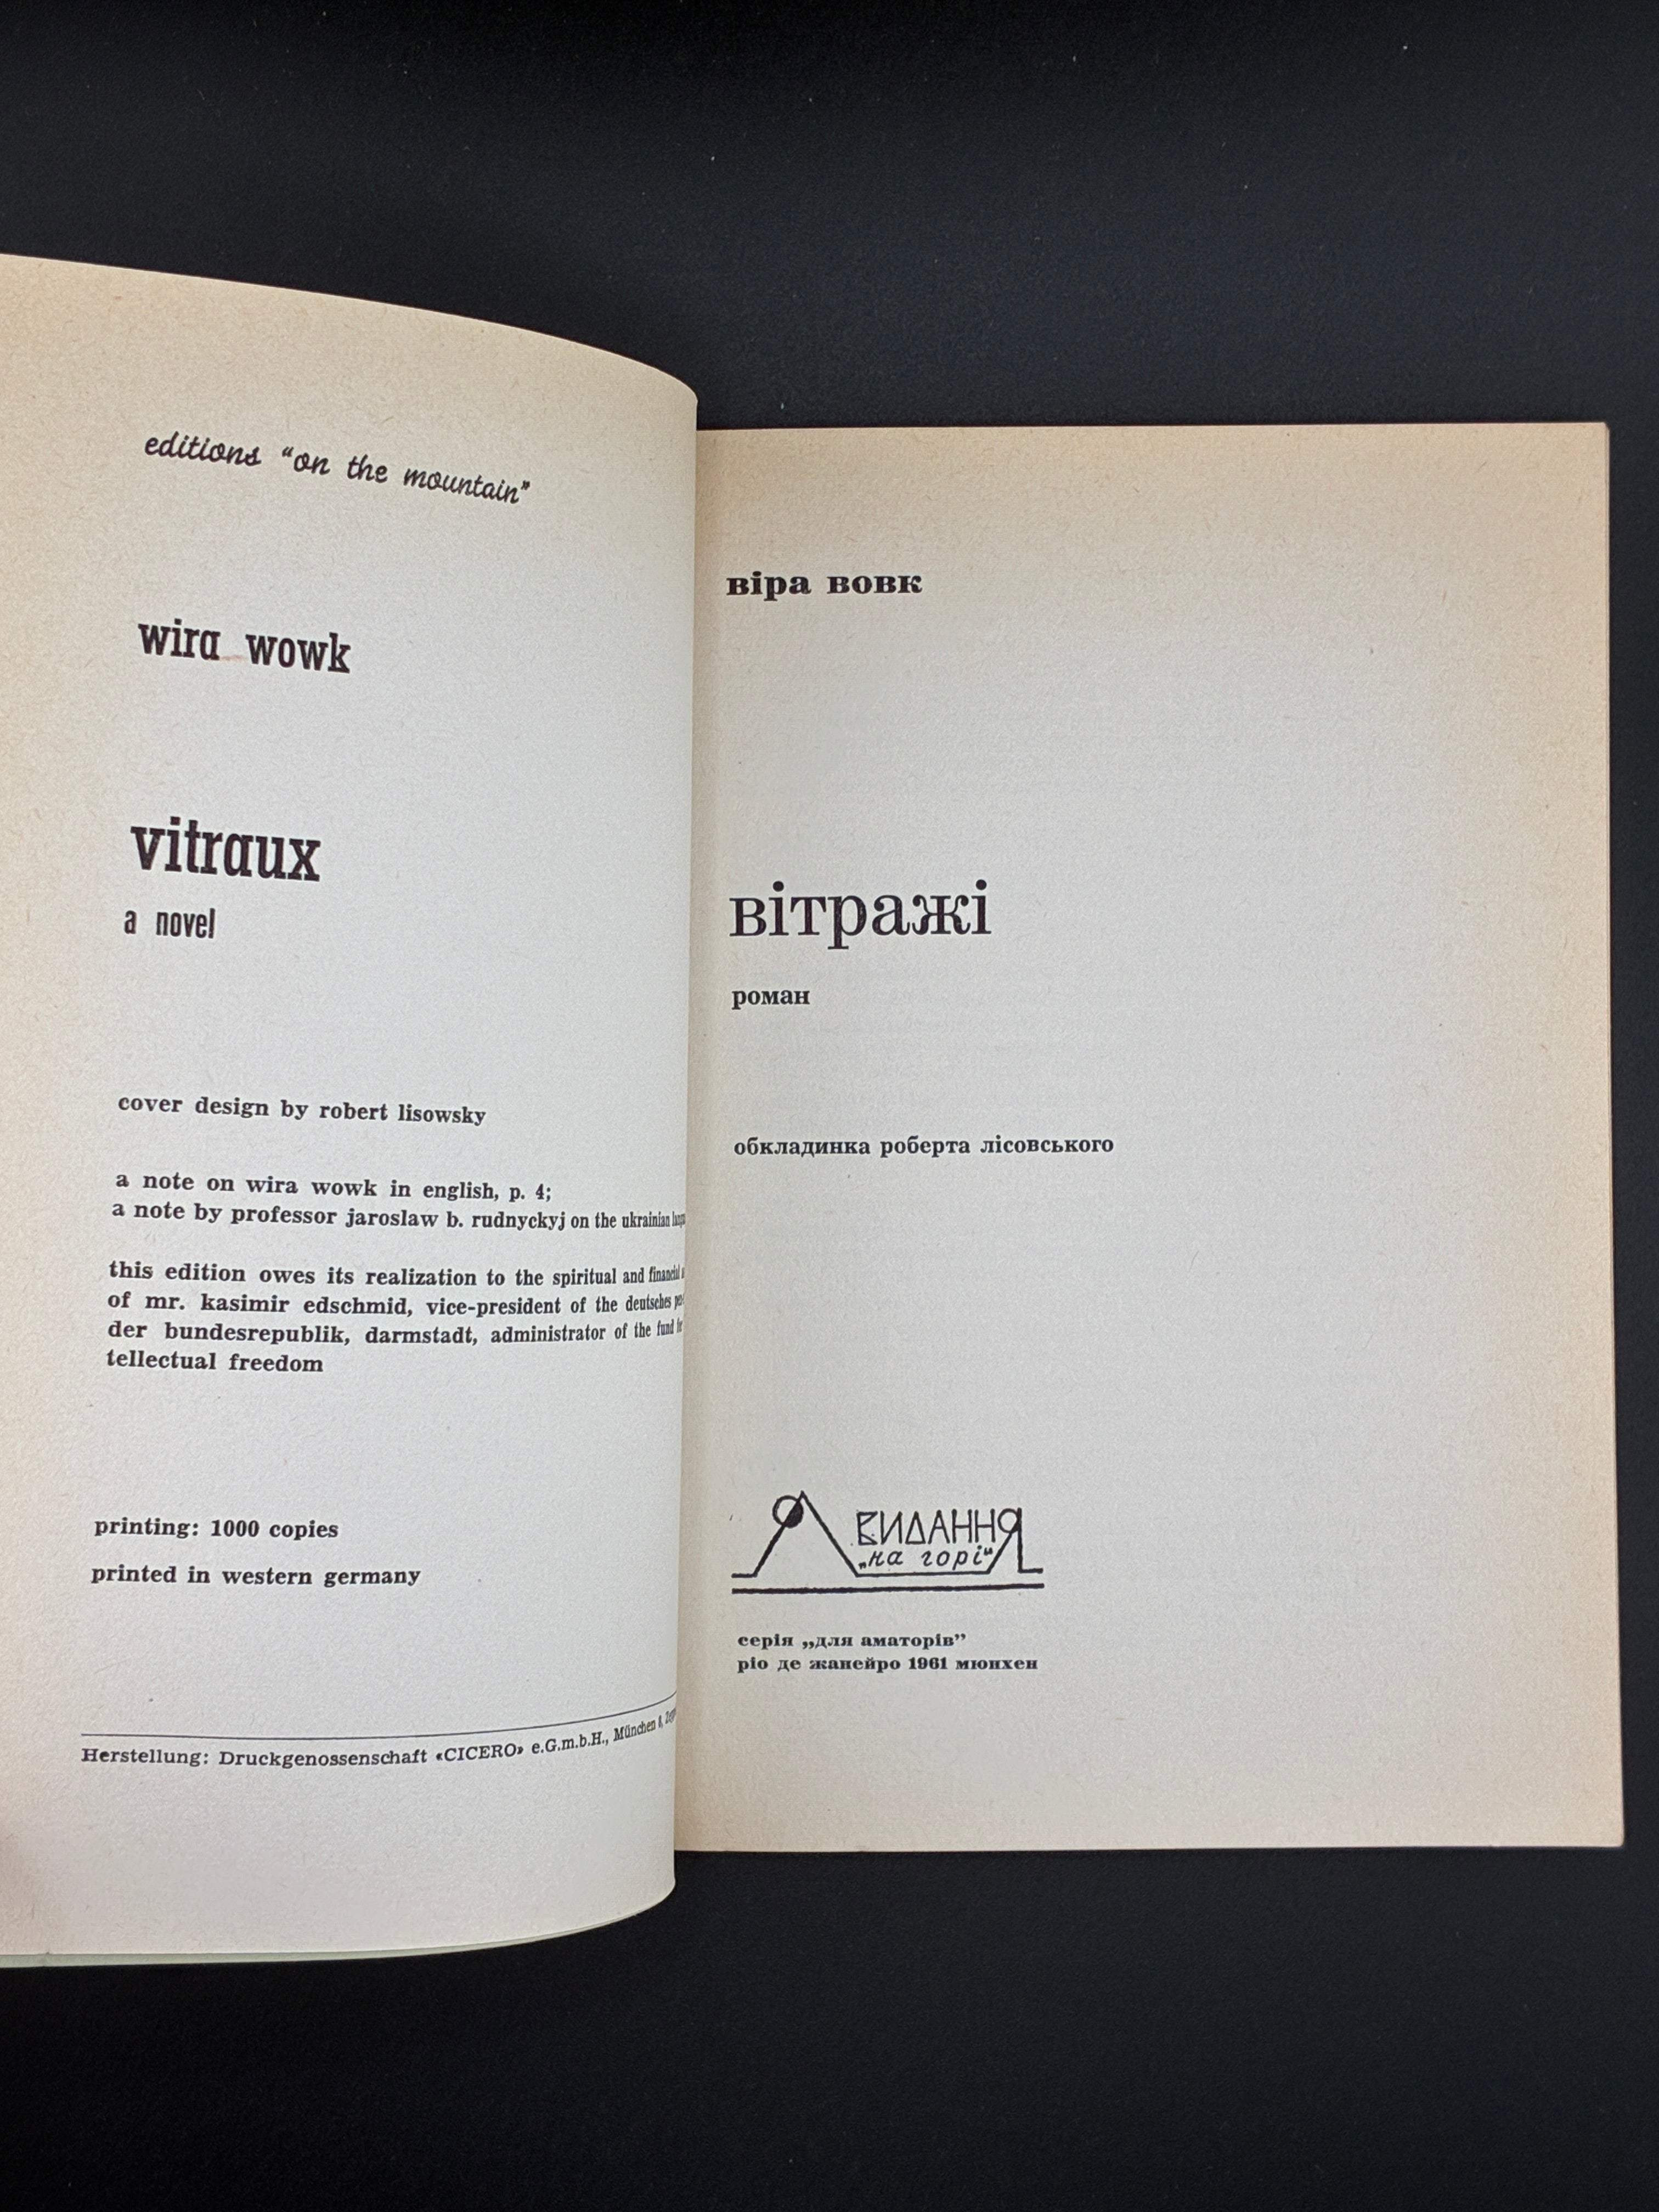 editions “on the mountain”
wira wowk
vitraux
a novel
cover design by robert lisowsky
a note on wira wowk in english, p. 4;
a note by professor jaroslaw b. rudnyckyj on the ukrainian
this edition owes its realization to the spiritual and financial
of mr. kasimir edschmid, vice-president of the deutsches
der bundesrepublik, darmstadt, administrator of the fund
tellectual freedom
printing: 1000 copies
printed in western germany
Herstellung: Druckgenossenschaft «CICERO» e.G.m.b.H., München 8,
віра вовк
вітражі
роман
обкладинка роберта лісовського
ВИДАННЯ
„на горі“
серія „для аматорів”
ріо де жанейро 1961 мюнхен